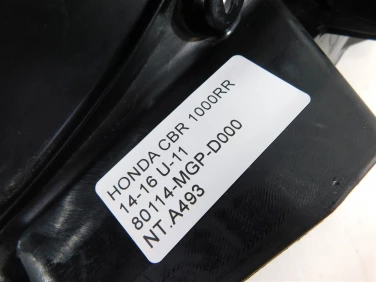 HONDA CBR 1000RR
14-16 U-11
80114-MGP-D000
NT.A493